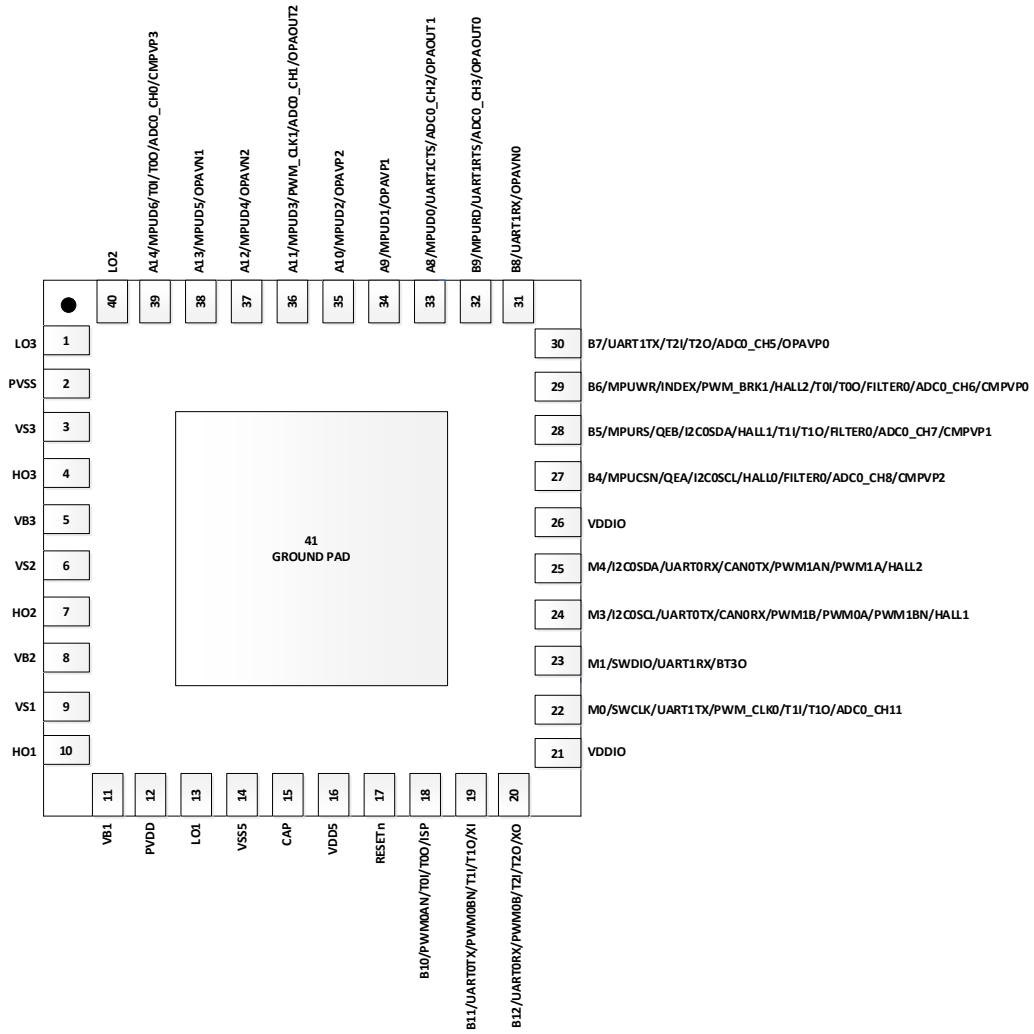 LO2
A14/MPUD6/T0I/T0O/ADC0_CH0/CMPVP3
A13/MPUD5/OPAVN1
A12/MPUD4/OPAVN2
A11/MPUD3/PWM_CLK1/ADC0_CH1/OPAOUT2
A10/MPUD2/OPAVP2
A9/MPUD1/OPAVP1
A8/MPUD0/UART1CTS/ADC0_CH2/OPAOUT1
B9/MPURD/UART1RTS/ADC0_CH3/OPAOUT0
B8/UART1RX/OPAVN0
40
39
38
37
36
35
34
33
32
31
LO3 1
PVSS 2
VS3 3
HO3 4
VB3 5
VS2 6
HO2 7
VB2 8
VS1 9
HO1 10
41
GROUND PAD
30 B7/UART1TX/T2I/T2O/ADC0_CH5/OPAVP0
29 B6/MPUWR/INDEX/PWM_BRK1/HALL2/T0I/T0O/FILTER0/ADC0_CH6/CMPVP0
28 B5/MPURS/QEB/I2C0SDA/HALL1/T1I/T1O/FILTER0/ADC0_CH7/CMPVP1
27 B4/MPUCSN/QEA/I2C0SCL/HALL0/FILTER0/ADC0_CH8/CMPVP2
26 VDDIO
25 M4/I2C0SDA/UART0RX/CAN0TX/PWM1AN/PWM1A/HALL2
24 M3/I2C0SCL/UART0TX/CAN0RX/PWM1B/PWM0A/PWM1BN/HALL1
23 M1/SWDIO/UART1RX/BT3O
22 M0/SWCLK/UART1TX/PWM_CLK0/T1I/T1O/ADC0_CH11
21 VDDIO
11
12
13
14
15
16
17
18
19
20
VB1
PVDD
LO1
VSS5
CAP
VDD5
RESETn
B10/PWM0AN/T0I/T0O/ISP
B11/UART0TX/PWM0BN/T1I/T1O/XI
B12/UART0RX/PWM0B/T2I/T2O/XO